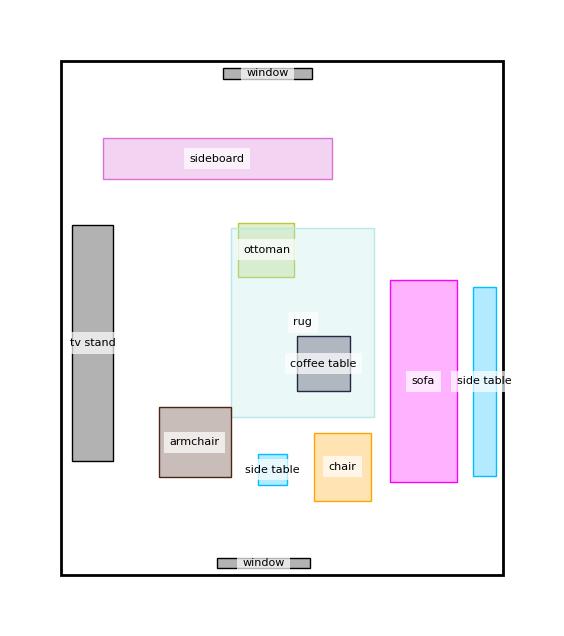 window
sideboard
ottoman
rug
tv stand
coffee table
sofa
side table
armchair
chair
side table
window